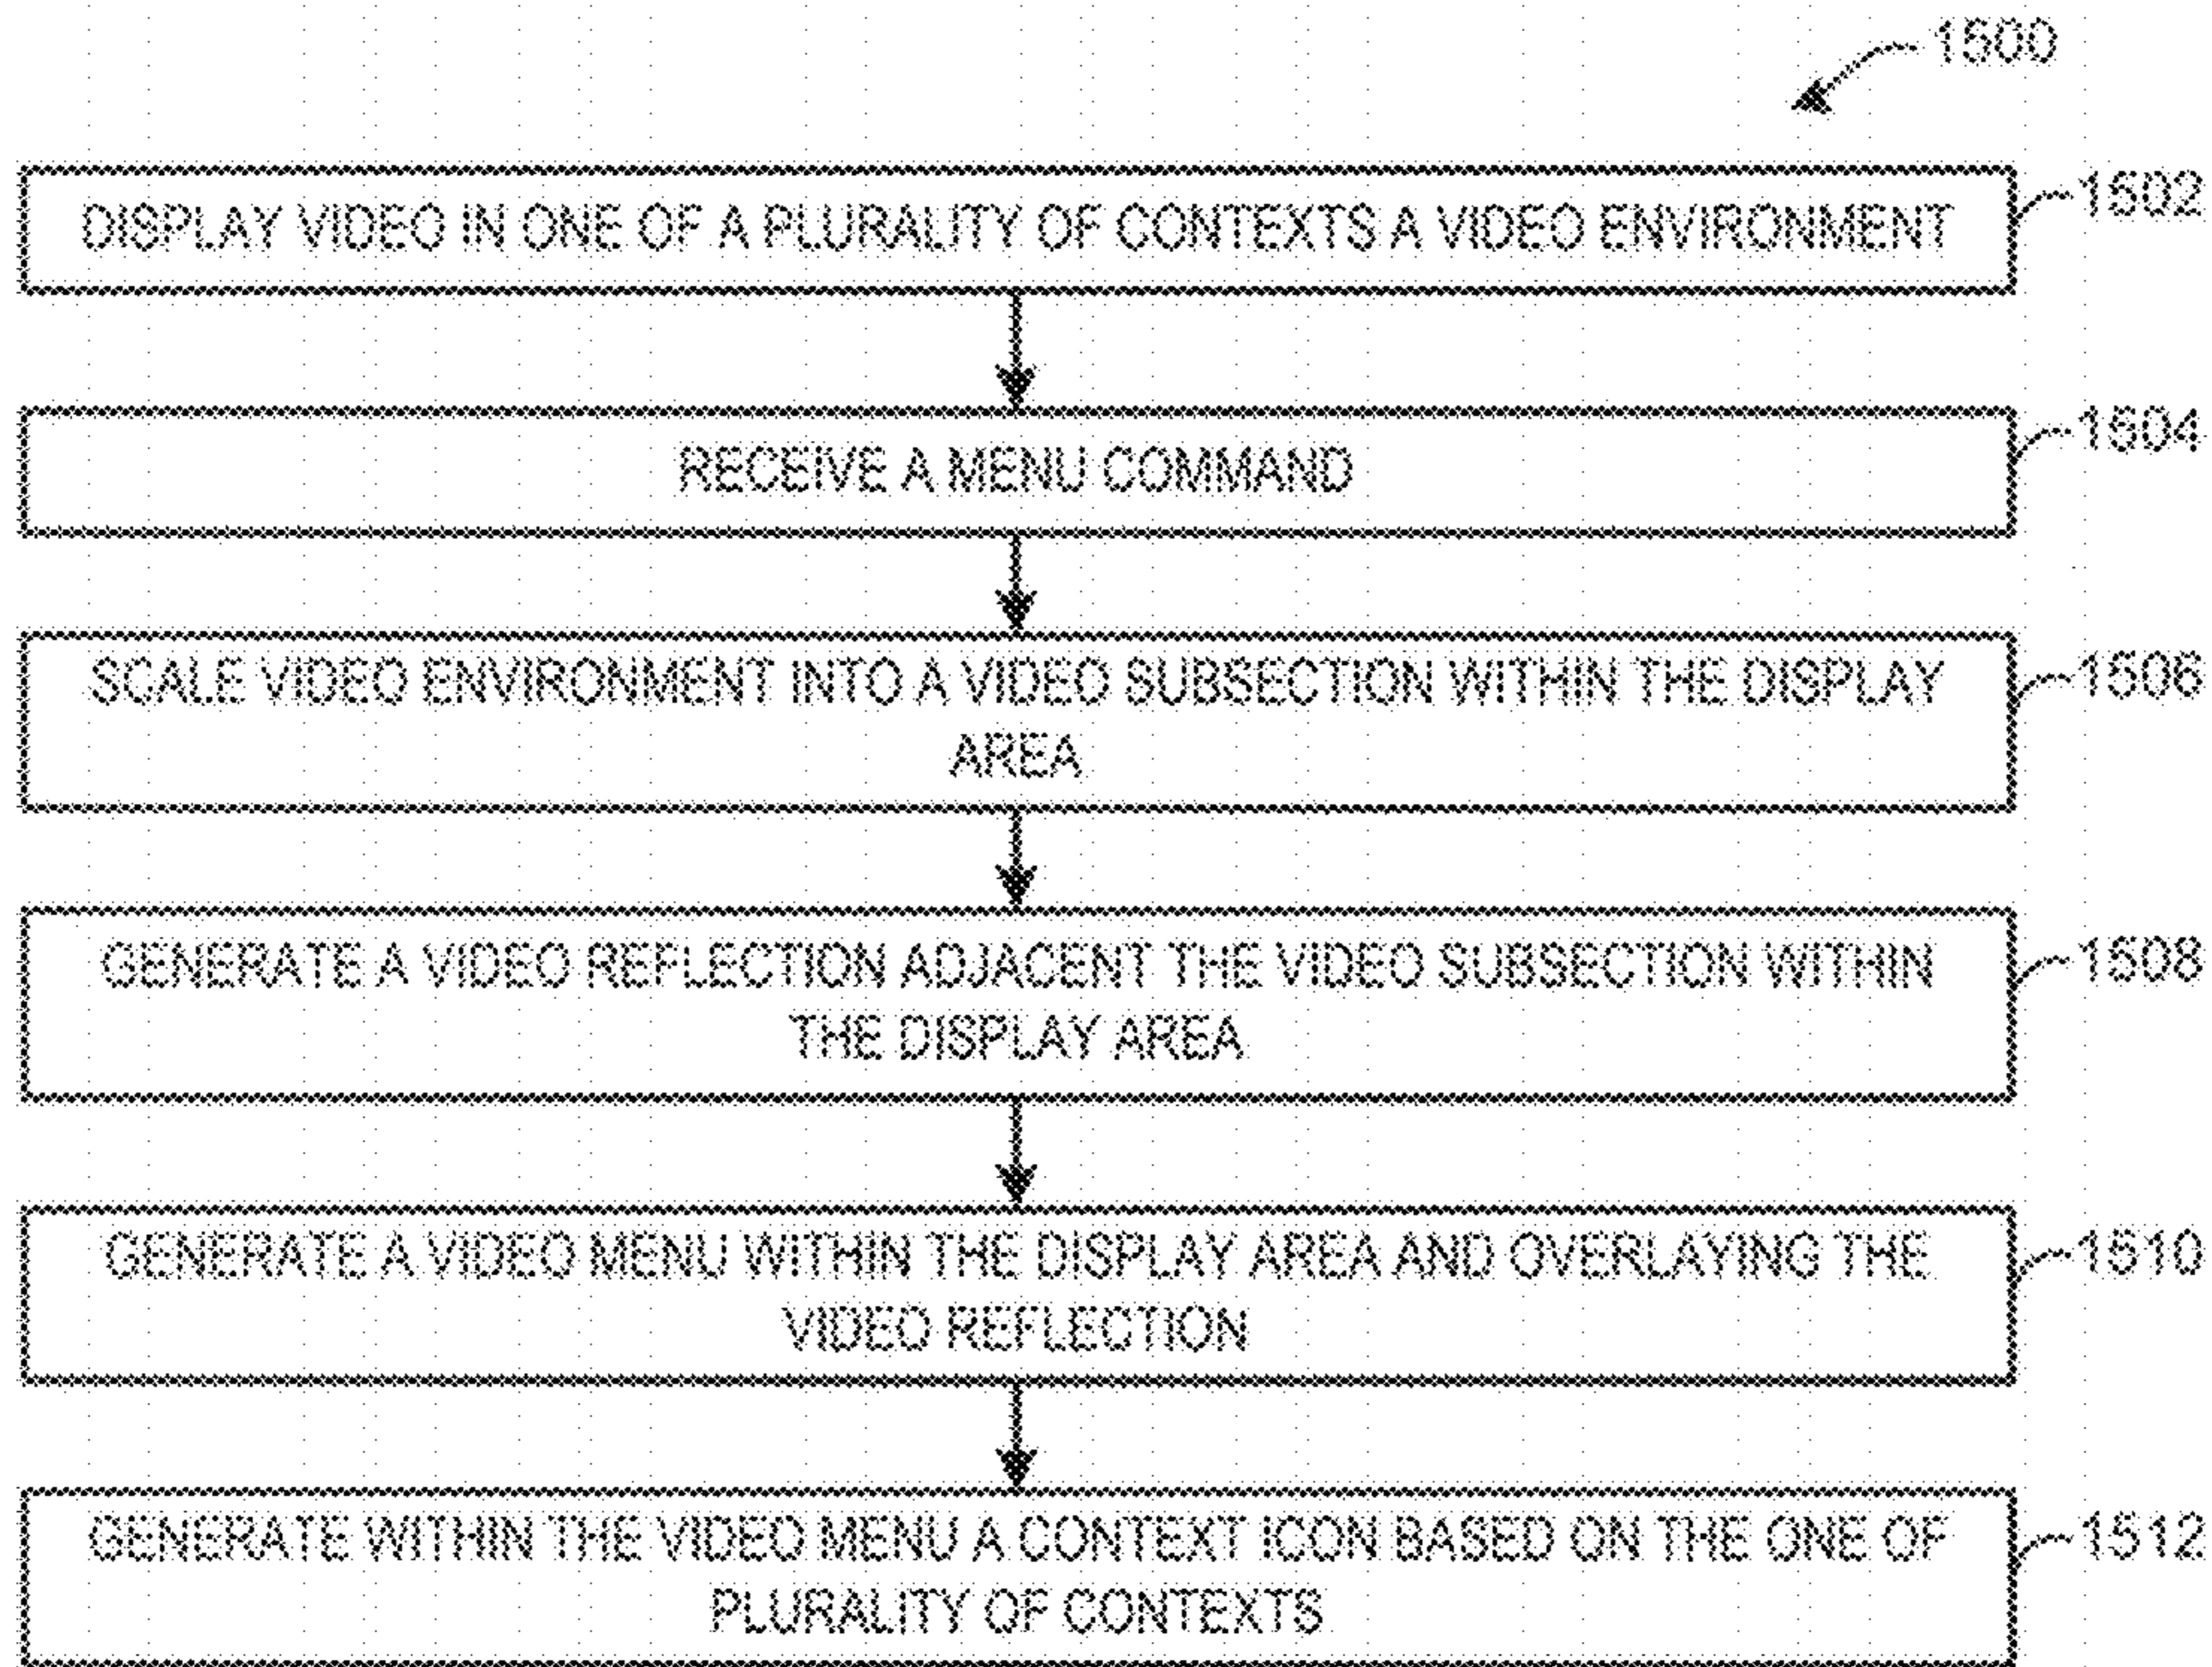 1500
DISPLAY VIDEO IN ONE OF A PLURALITY OF CONTEXTS A VIDEO ENVIRONMENT
1502
RECEIVE A MENU COMMAND
1504
SCALE VIDEO ENVIRONMENT INTO A VIDEO SUBSECTION WITHIN THE DISPLAY
AREA
1506
GENERATE A VIDEO REFLECTION ADJACENT THE VIDEO SUBSECTION WITHIN
THE DISPLAY AREA
1508
GENERATE A VIDEO MENU WITHIN THE DISPLAY AREA AND OVERLAYING THE
VIDEO REFLECTION
1510
GENERATE WITHIN THE VIDEO MENU A CONTEXT ICON BASED ON THE ONE OF
PLURALITY OF CONTEXTS
1512